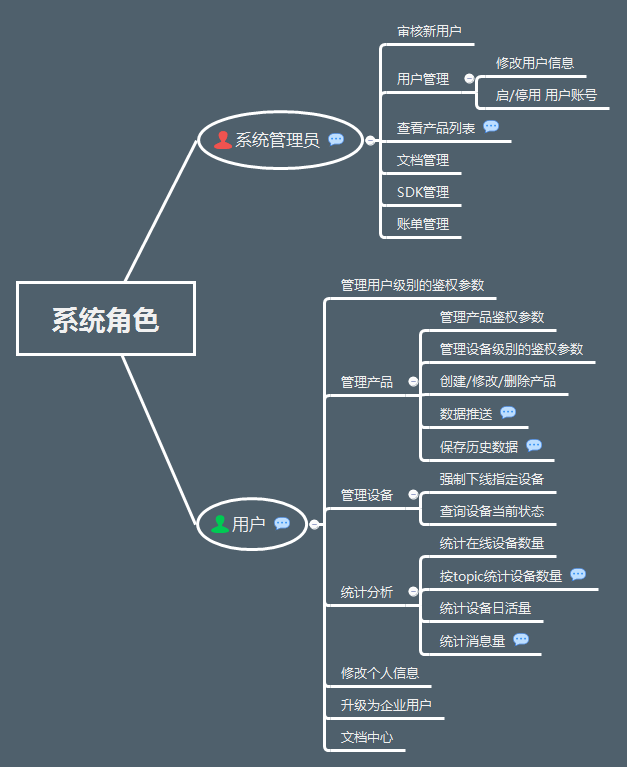 系统角色
系统管理员
审核新用户
用户管理
修改用户信息
启/停用 用户账号
查看产品列表
文档管理
SDK管理
账单管理
用户
管理用户级别的鉴权参数
管理产品
管理产品鉴权参数
管理设备级别的鉴权参数
创建/修改/删除产品
数据推送
保存历史数据
管理设备
强制下线指定设备
查询设备当前状态
统计分析
统计在线设备数量
按topic统计设备数量
统计设备日活量
统计消息量
修改个人信息
升级为企业用户
文档中心